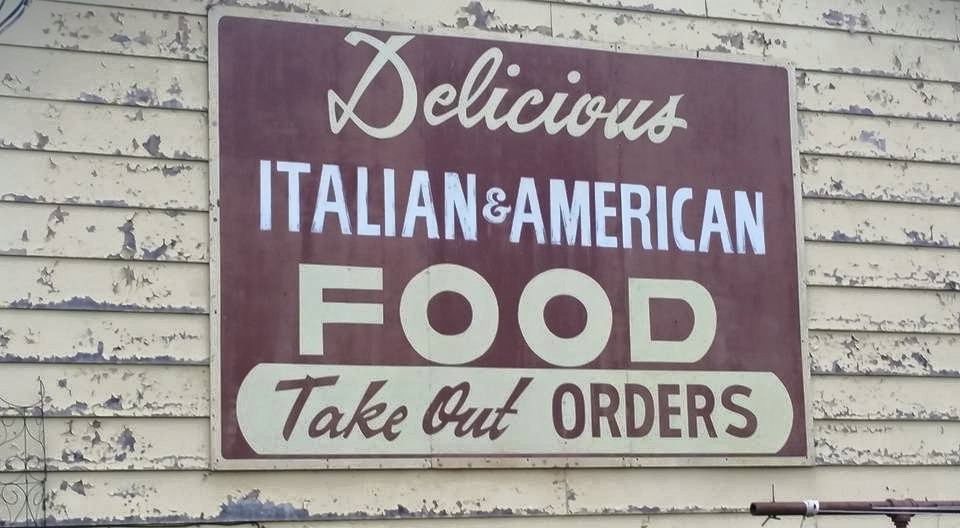 Delicious
ITALIAN & AMERICAN
FOOD
Take Out ORDERS